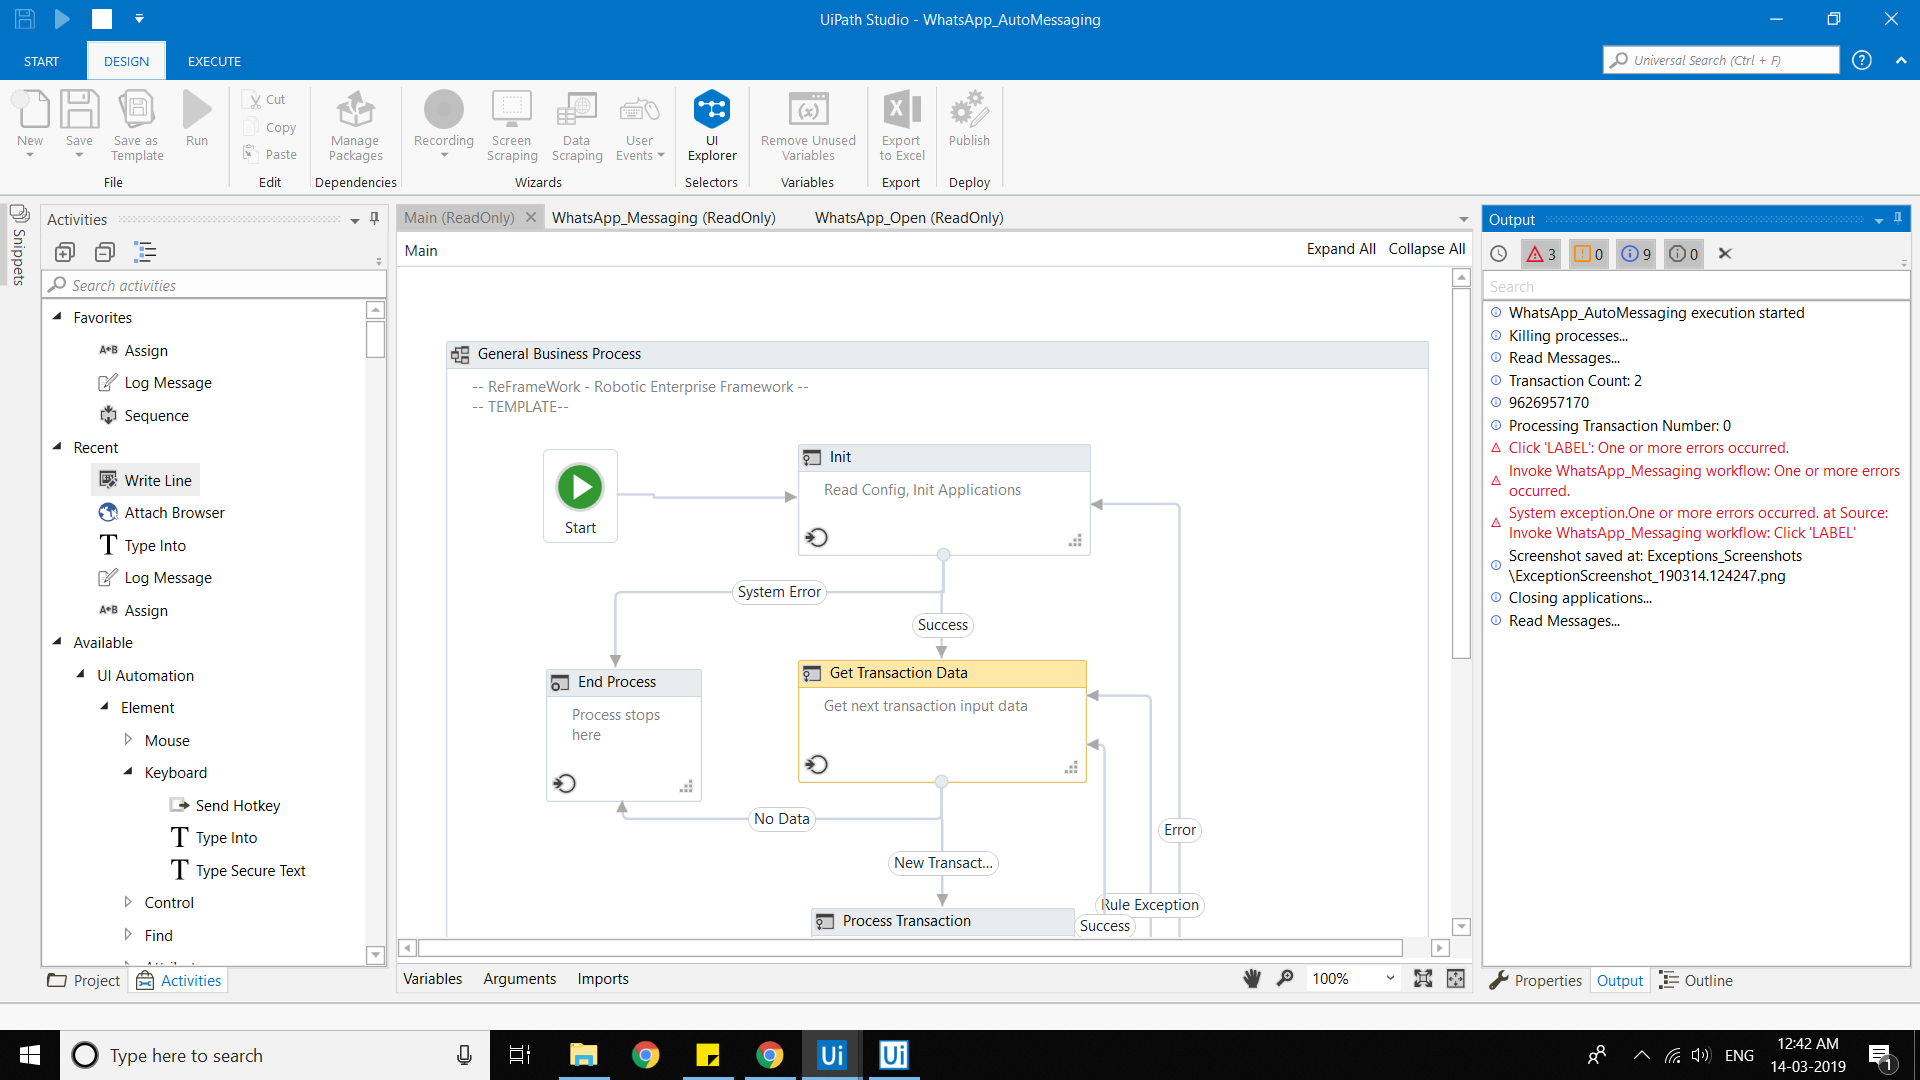 UiPath Studio - WhatsApp_AutoMessaging
START
DESIGN
EXECUTE
Universal Search (Ctrl + F)
New
Save
Save as
Template
Run
File
Cut
Copy
Paste
Edit
Manage
Packages
Dependencies
Recording
Screen
Scraping
Data
Scraping
User
Events
Wizards
UI
Explorer
Selectors
Remove Unused
Variables
Variables
Export
to Excel
Export
Publish
Deploy
Snippets
Activities
Search activities
Favorites
A+B Assign
Log Message
Sequence
Recent
Write Line
Attach Browser
Type Into
Log Message
A+B Assign
Available
UI Automation
Element
Mouse
Keyboard
Send Hotkey
Type Into
Type Secure Text
Control
Find
Project
Activities
Main (ReadOnly)
WhatsApp_Messaging (ReadOnly)
WhatsApp_Open (ReadOnly)
Main
Expand All
Collapse All
General Business Process
-- ReFrameWork - Robotic Enterprise Framework --
-- TEMPLATE--
Start
Init
Read Config, Init Applications
System Error
Success
End Process
Process stops
here
Get Transaction Data
Get next transaction input data
No Data
New Transact...
Error
Rule Exception
Success
Process Transaction
Variables
Arguments
Imports
100%
Output
3
0
9
0
Search
WhatsApp_AutoMessaging execution started
Killing processes...
Read Messages...
Transaction Count: 2
9626957170
Processing Transaction Number: 0
Click 'LABEL': One or more errors occurred.
Invoke WhatsApp_Messaging workflow: One or more errors
occurred.
System exception.One or more errors occurred. at Source:
Invoke WhatsApp_Messaging workflow: Click 'LABEL'
Screenshot saved at: Exceptions_Screenshots
\ExceptionScreenshot_190314.124247.png
Closing applications...
Read Messages...
Properties
Output
Outline
Type here to search
Ui
Ui
ENG
12:42 AM
14-03-2019
1